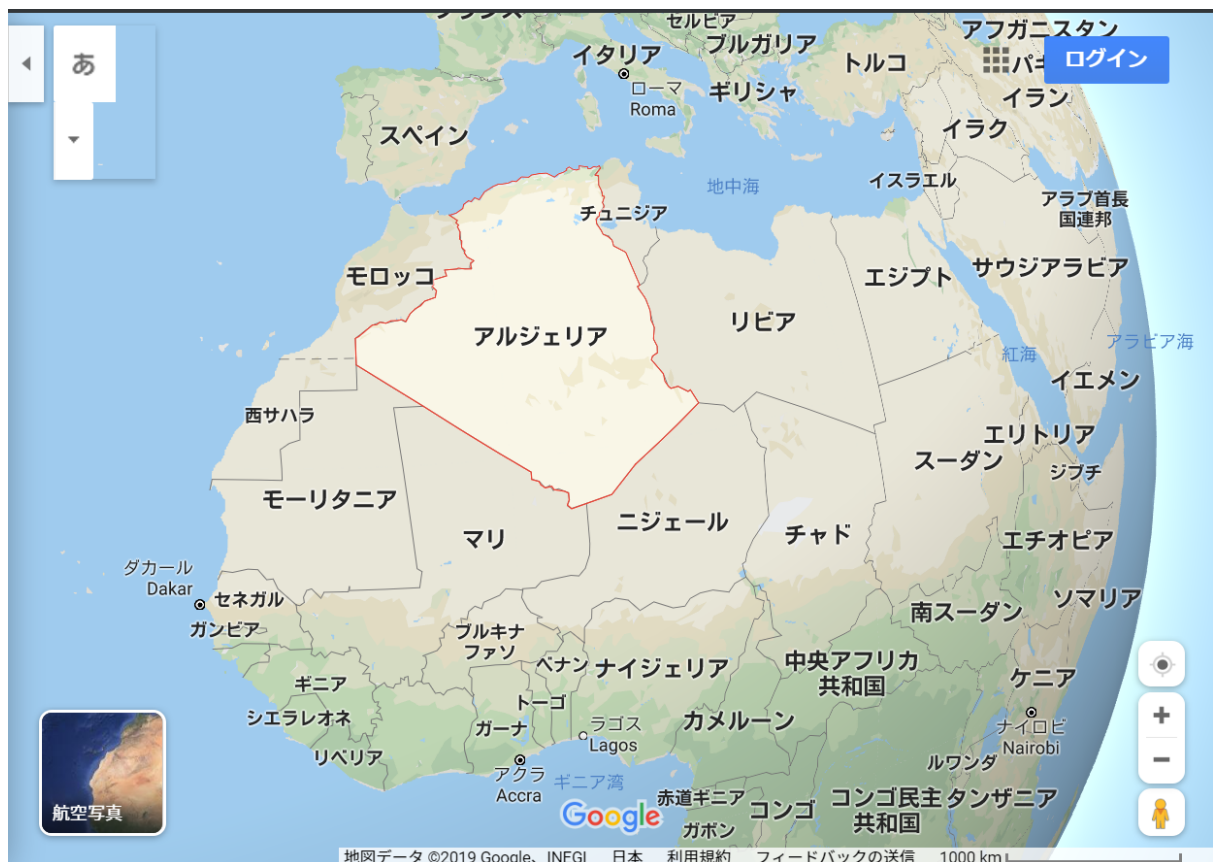 セルビア
アフガニスタン
イタリア
ブルガリア
トルコ
ログイン
あ
ローマ
Roma
ギリシャ
イラン
スペイン
イラク
地中海
イスラエル
アラブ首長
国連邦
チュニジア
モロッコ
エジプト
サウジアラビア
アルジェリア
リビア
紅海
アラビア海
イエメン
西サハラ
エリトリア
スーダン
ジブチ
モーリタニア
マリ
ニジェール
チャド
エチオピア
ダカール
Dakar
セネガル
ソマリア
ガンビア
南スーダン
ブルキナ
ファソ
ベナン
ナイジェリア
中央アフリカ
共和国
ケニア
ギニア
トーゴ
シエラレオネ
ガーナ
ラゴス
Lagos
カメルーン
ナイロビ
Nairobi
リベリア
ルワンダ
アクラ
Accra
ギニア湾
赤道ギニア
コンゴ
コンゴ民主
共和国
タンザニア
航空写真
Google
ガボン
地図データ ©2019 Google、INEGI 日本 利用規約 フィードバックの送信 1000 km